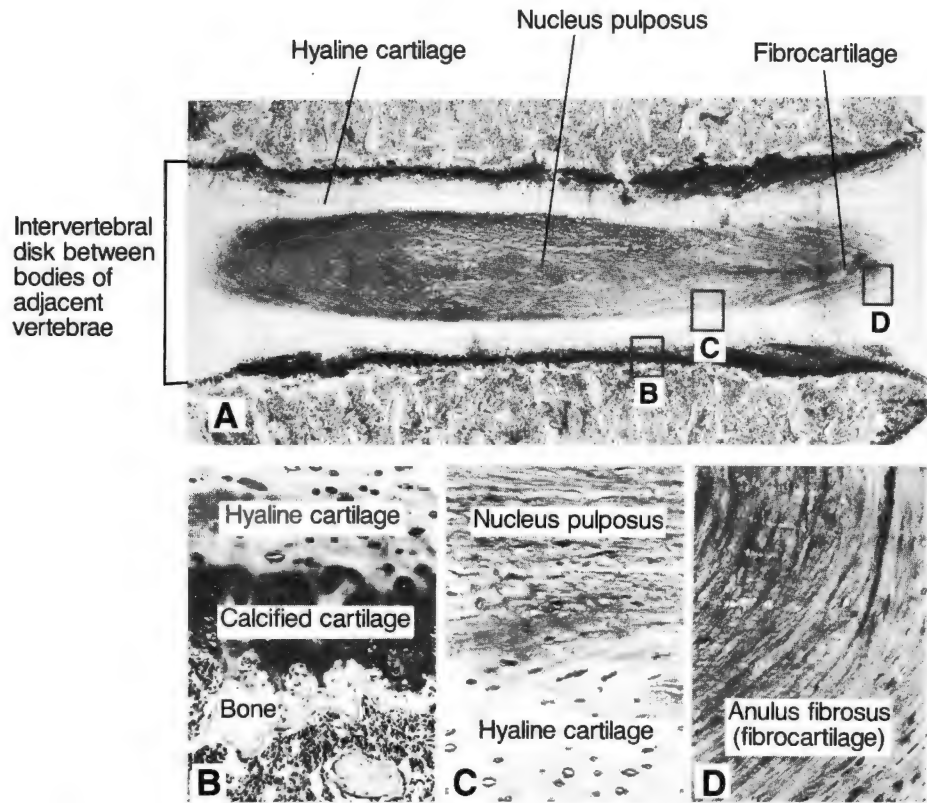 Nucleus pulposus
Hyaline cartilage
Fibrocartilage
Intervertebral
disk between
bodies of
adjacent
vertebrae
D
C
B
A
Hyaline cartilage
Calcified cartilage
Bone
B
Nucleus pulposus
Hyaline cartilage
C
Anulus fibrosus
(fibrocartilage)
D